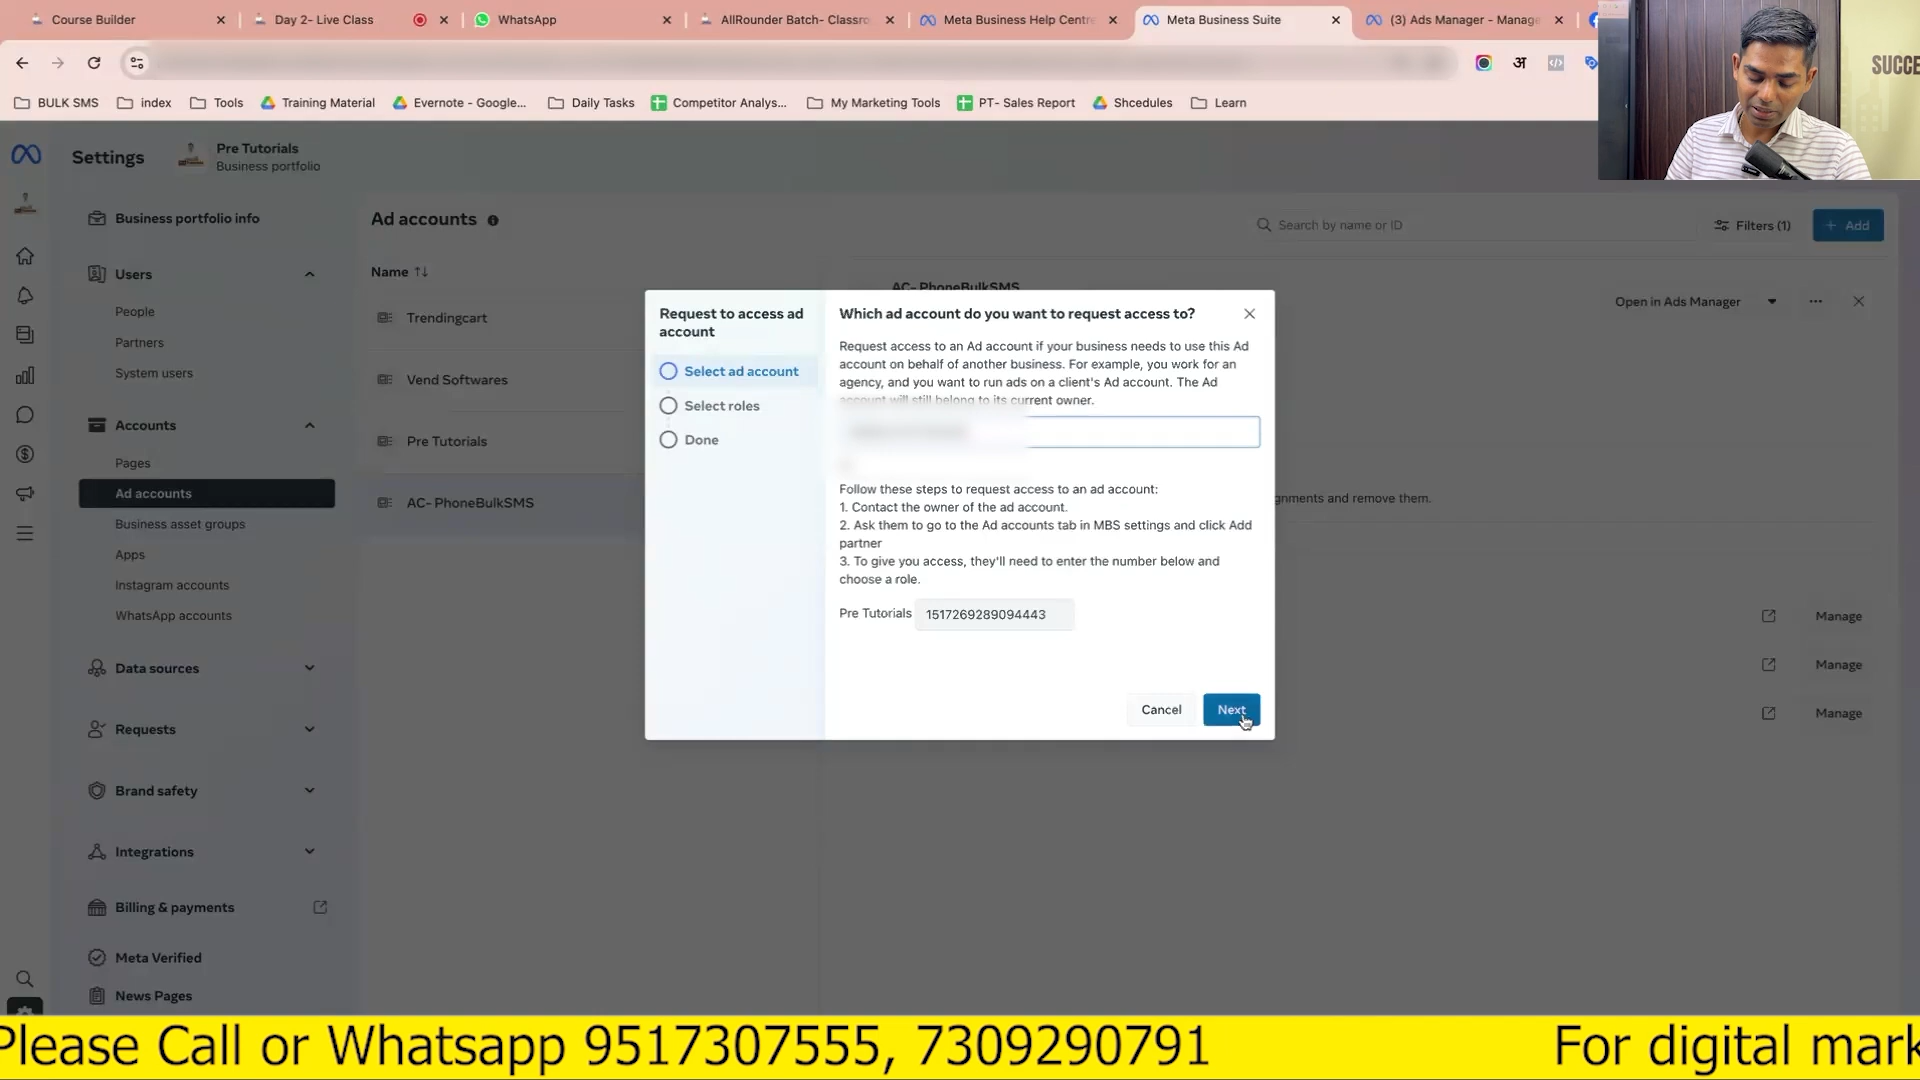 Course Builder
Day 2- Live Class
WhatsApp
AllRounder Batch- Classro
Meta Business Help Centre
Meta Business Suite
(3) Ads Manager - Manage
SUCCE
BULK SMS
index
Tools
Training Material
Evernote - Google...
Daily Tasks
Competitor Analys...
My Marketing Tools
PT- Sales Report
Shcedules
Learn
Settings
Pre Tutorials
Business portfolio
Business portfolio info
Users
People
Partners
System users
Accounts
Pages
Ad accounts
Business asset groups
Apps
Instagram accounts
WhatsApp accounts
Data sources
Requests
Brand safety
Integrations
Billing & payments
Meta Verified
News Pages
Ad accounts
Search by name or ID
Filters (1)
+ Add
Name
Trendingcart
Vend Softwares
Pre Tutorials
AC- PhoneBulkSMS
AC- PhoneBulkSMS
Open in Ads Manager
gnments and remove them.
Manage
Manage
Manage
Request to access ad
account
Select ad account
Select roles
Done
Which ad account do you want to request access to?
Request access to an Ad account if your business needs to use this Ad
account on behalf of another business. For example, you work for an
agency, and you want to run ads on a client's Ad account. The Ad
account will still belong to its current owner.
Follow these steps to request access to an ad account:
1. Contact the owner of the ad account.
2. Ask them to go to the Ad accounts tab in MBS settings and click Add
partner
3. To give you access, they'll need to enter the number below and
choose a role.
Pre Tutorials 1517269289094443
Cancel
Next
Please Call or Whatsapp 9517307555, 7309290791
For digital mark